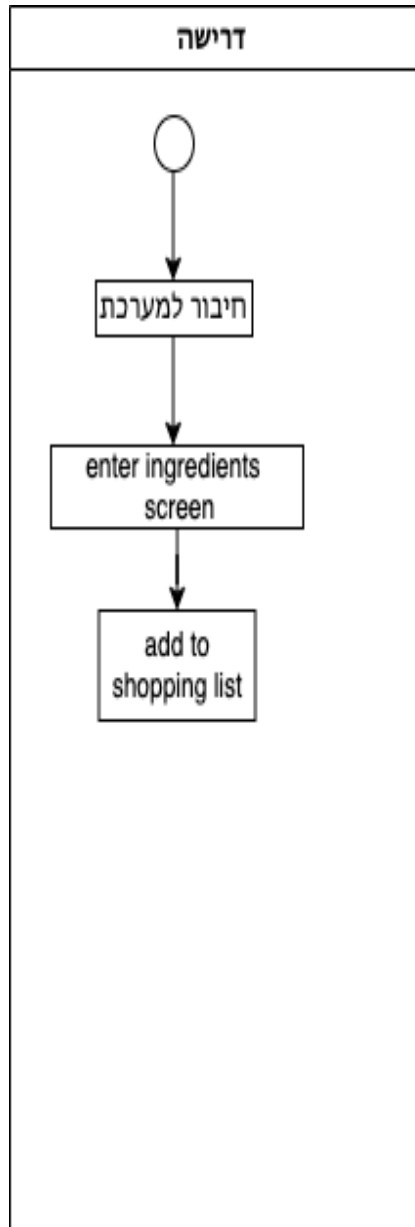 דרישה
חיבור למערכת
enter ingredients
screen
add to
shopping list